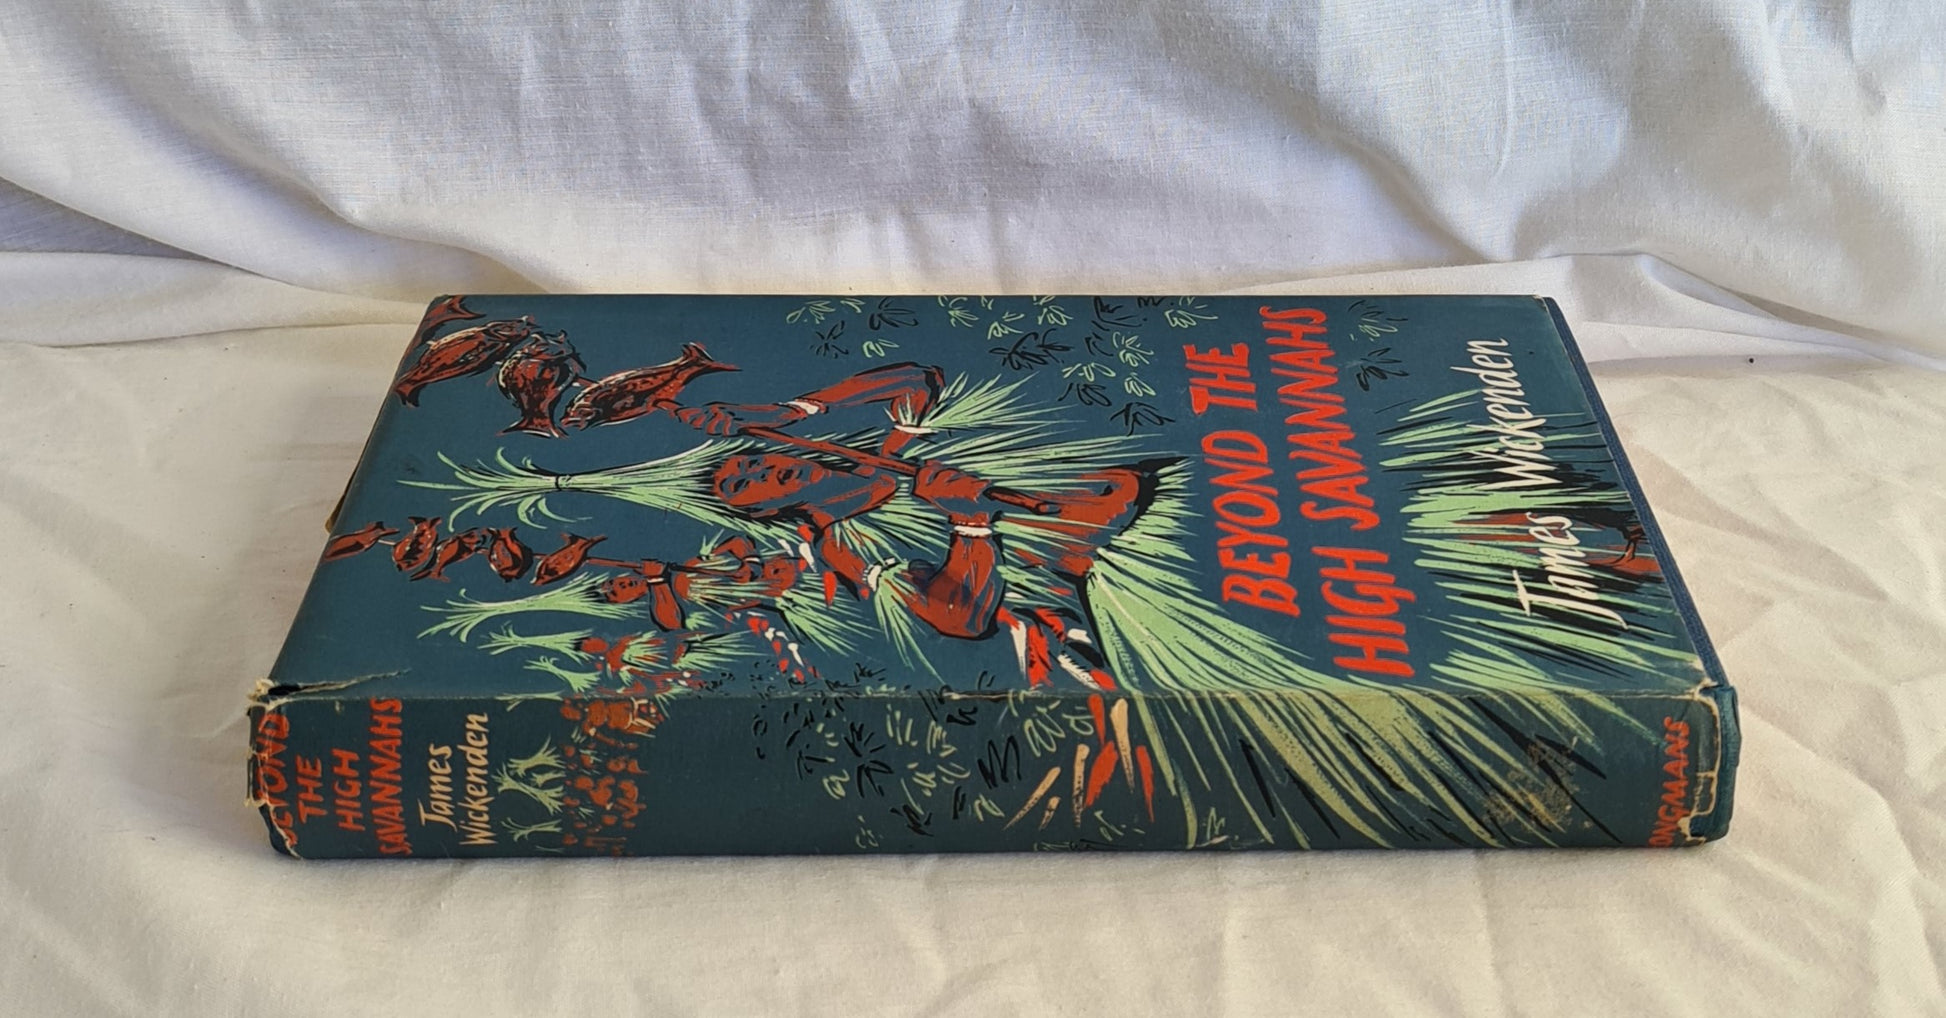 BEYOND THE
HIGH SAVANNAHS
James Wickenden
BEYOND
THE
HIGH
SAVANNAHS
James
Wickenden
LONGMANS